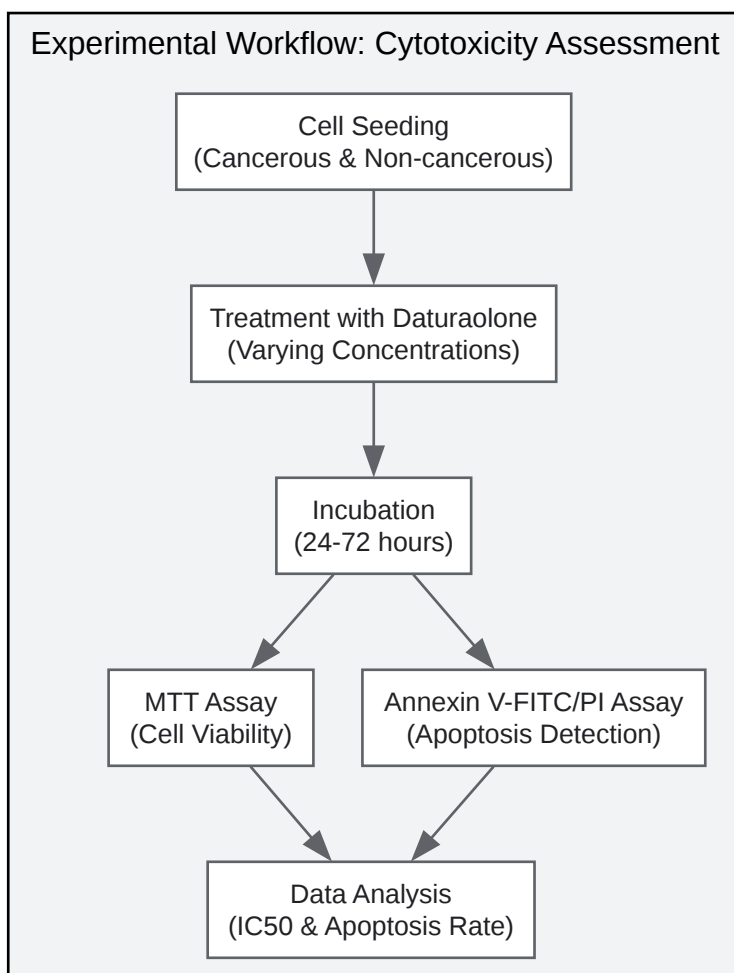 Experimental Workflow: Cytotoxicity Assessment
Cell Seeding
(Cancerous & Non-cancerous)
Treatment with Daturaolone
(Varying Concentrations)
Incubation
(24-72 hours)
MTT Assay
(Cell Viability)
Annexin V-FITC/PI Assay
(Apoptosis Detection)
Data Analysis
(IC50 & Apoptosis Rate)